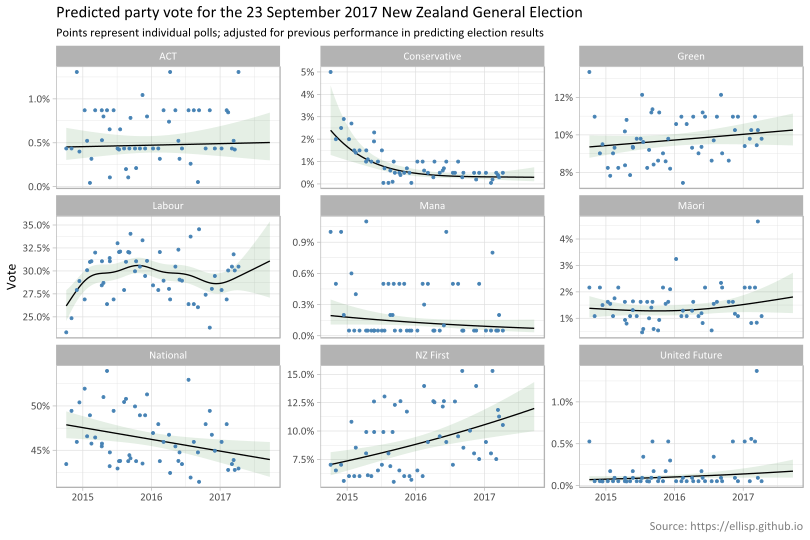 Predicted party vote for the 23 September 2017 New Zealand General Election
Points represent individual polls; adjusted for previous performance in predicting election results
ACT
Conservative
Green
1.0%
0.5%
0.0%
5%
4%
3%
2%
1%
0%
12%
10%
8%
Labour
Mana
Māori
Vote
35.0%
32.5%
30.0%
27.5%
25.0%
0.9%
0.6%
0.3%
0.0%
4%
3%
2%
1%
National
NZ First
United Future
50%
45%
15.0%
12.5%
10.0%
7.5%
1.0%
0.5%
0.0%
2015 2016 2017
2015 2016 2017
2015 2016 2017
Source: https://ellisp.github.io